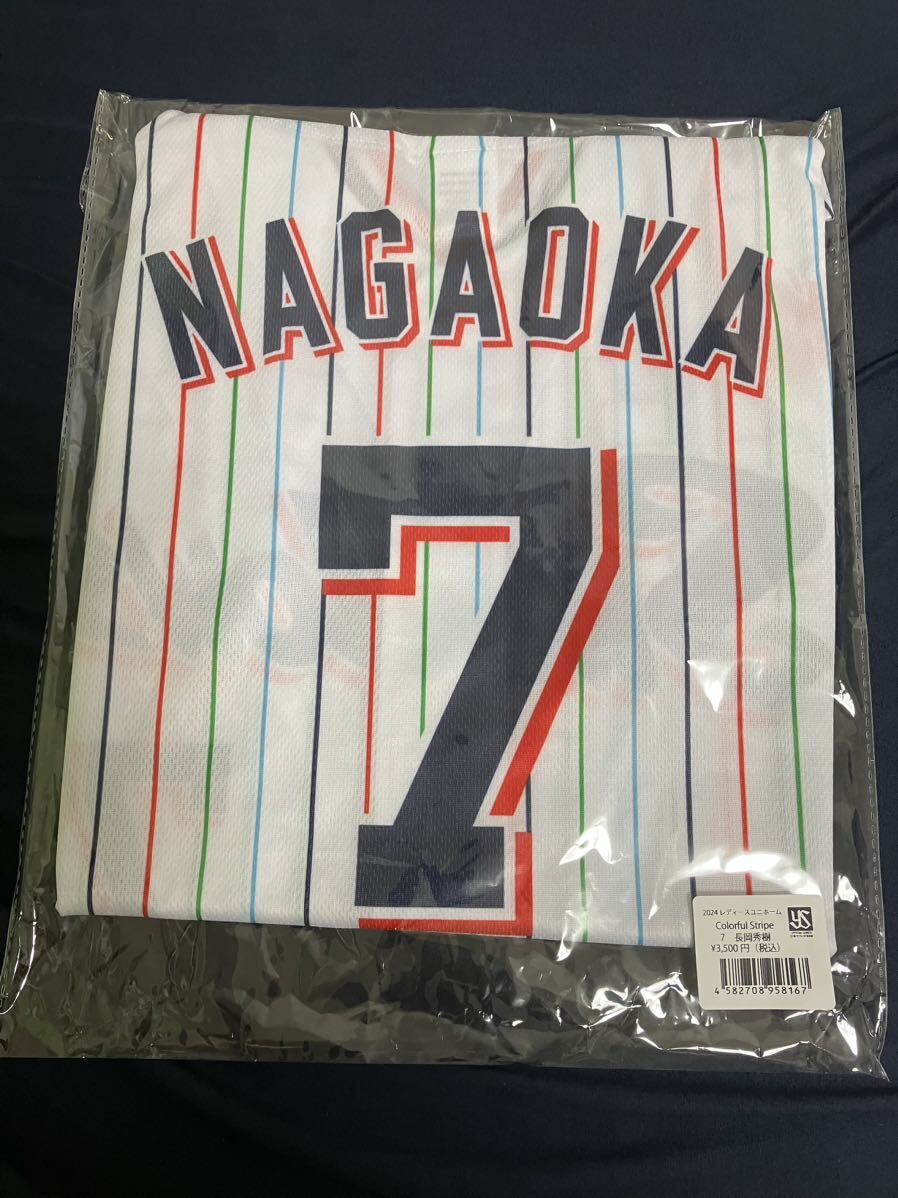 NAGAOKA
7
2024 レディースユニホーム
Colorful Stripe
7 長岡秀樹
¥3,500円（税込）
YS
4 582708 958167